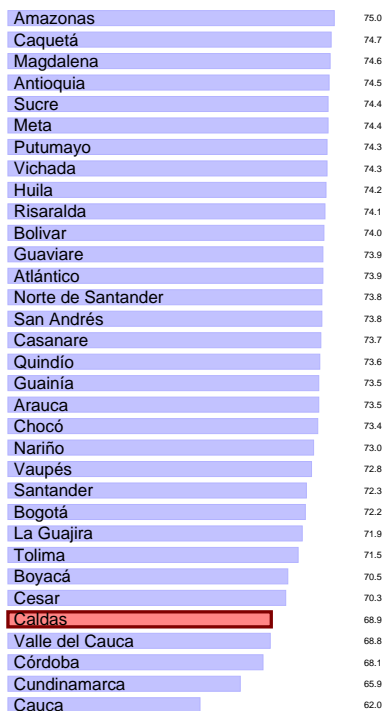 Amazonas 75.0
Caquetá 74.7
Magdalena 74.6
Antioquia 74.5
Sucre 74.4
Meta 74.4
Putumayo 74.3
Vichada 74.3
Huila 74.2
Risaralda 74.1
Bolivar 74.0
Guaviare 73.9
Atlántico 73.9
Norte de Santander 73.8
San Andrés 73.8
Casanare 73.7
Quindío 73.6
Guainía 73.5
Arauca 73.5
Chocó 73.4
Nariño 73.0
Vaupés 72.8
Santander 72.3
Bogotá 72.2
La Guajira 71.9
Tolima 71.5
Boyacá 70.5
Cesar 70.3
Caldas 68.9
Valle del Cauca 68.8
Córdoba 68.1
Cundinamarca 65.9
Cauca 62.0